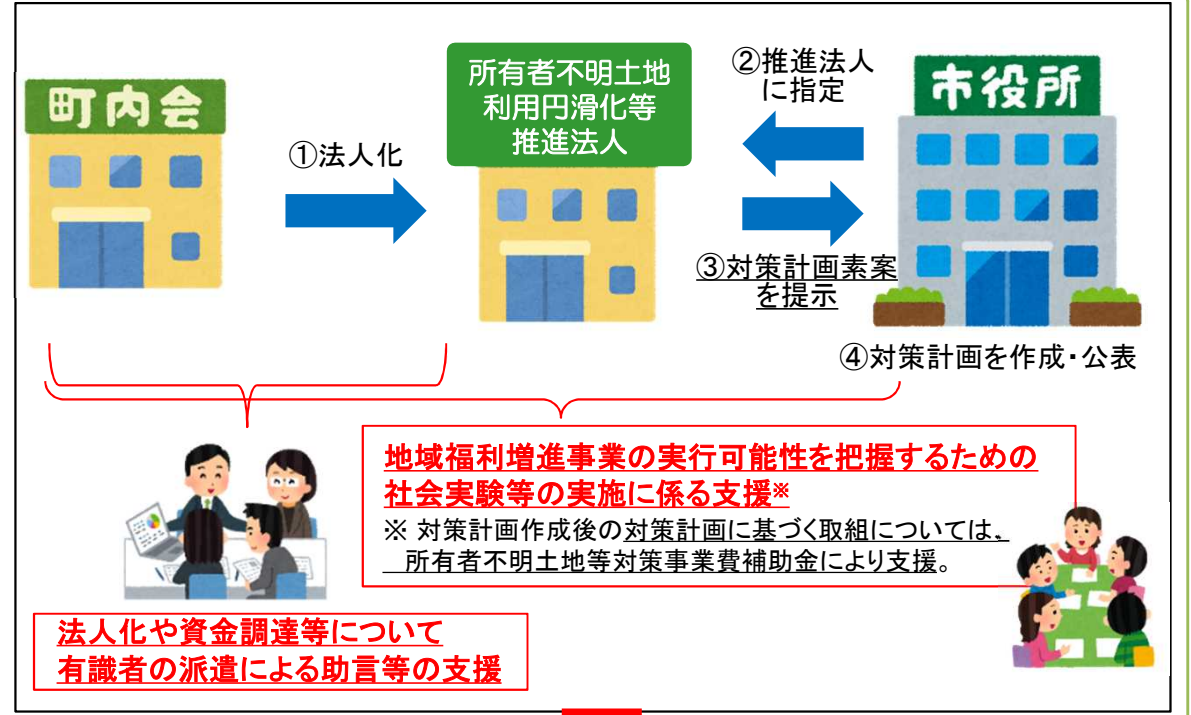 町内会
①法人化
所有者不明土地
利用円滑化等
推進法人
②推進法人
に指定
市役所
③対策計画素案
を提示
④対策計画を作成・公表
地域福利増進事業の実行可能性を把握するための
社会実験等の実施に係る支援※
※ 対策計画作成後の対策計画に基づく取組については、
所有者不明土地等対策事業費補助金により支援。
法人化や資金調達等について
有識者の派遣による助言等の支援